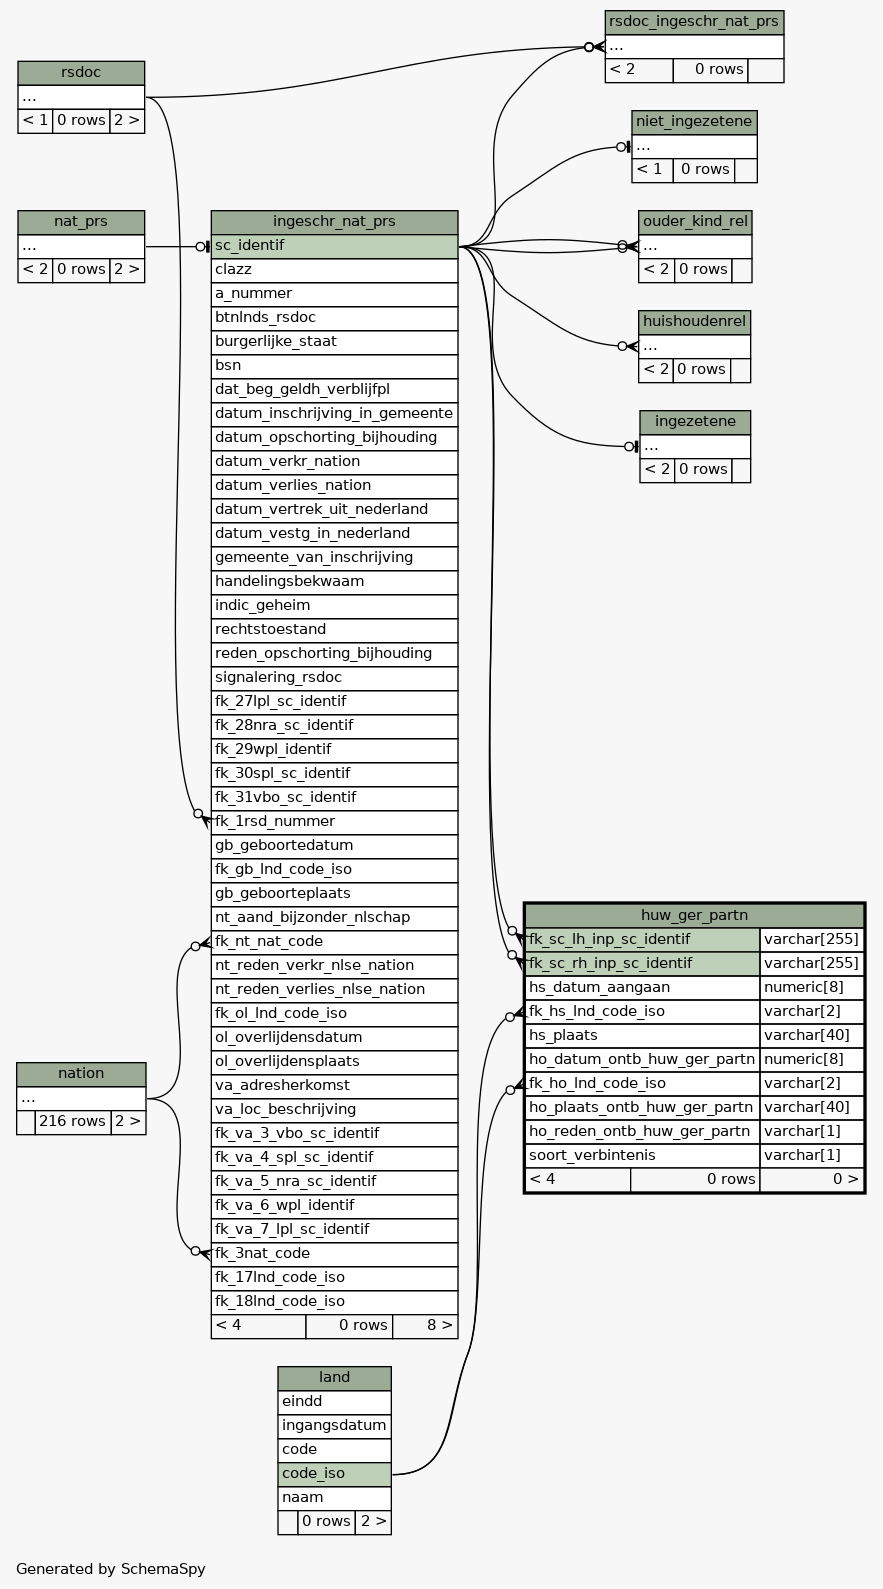 rsdoc_ingeschr_nat_prs
...
< 2 0 rows
rsdoc
...
< 1 0 rows 2 >
niet_ingezetene
...
< 1 0 rows
nat_prs
...
< 2 0 rows 2 >
ingeschr_nat_prs
sc_identif
clazz
a_nummer
btnlnds_rsdoc
burgerlijke_staat
bsn
dat_beg_geldh_verblijfpl
datum_inschrijving_in_gemeente
datum_opschorting_bijhouding
datum_verkr_nation
datum_verlies_nation
datum_vertrek_uit_nederland
datum_vestg_in_nederland
gemeente_van_inschrijving
handelingsbekwaam
indic_geheim
rechtstoestand
reden_opschorting_bijhouding
signalering_rsdoc
fk_27lpl_sc_identif
fk_28nra_sc_identif
fk_29wpl_identif
fk_30spl_sc_identif
fk_31vbo_sc_identif
fk_1rsd_nummer
gb_geboortedatum
fk_gb_lnd_code_iso
gb_geboorteplaats
nt_aand_bijzonder_nlschap
fk_nt_nat_code
nt_reden_verkr_nlse_nation
nt_reden_verlies_nlse_nation
fk_ol_lnd_code_iso
ol_overlijdensdatum
ol_overlijdensplaats
va_adresherkomst
va_loc_beschrijving
fk_va_3_vbo_sc_identif
fk_va_4_spl_sc_identif
fk_va_5_nra_sc_identif
fk_va_6_wpl_identif
fk_va_7_lpl_sc_identif
fk_3nat_code
fk_17lnd_code_iso
fk_18lnd_code_iso
< 4 0 rows 8 >
ouder_kind_rel
...
< 2 0 rows
huishoudenrel
...
< 2 0 rows
ingezetene
...
< 2 0 rows
huw_ger_partn
fk_sc_lh_inp_sc_identif varchar[255]
fk_sc_rh_inp_sc_identif varchar[255]
hs_datum_aangaan numeric[8]
fk_hs_lnd_code_iso varchar[2]
hs_plaats varchar[40]
ho_datum_ontb_huw_ger_partn numeric[8]
fk_ho_lnd_code_iso varchar[2]
ho_plaats_ontb_huw_ger_partn varchar[40]
ho_reden_ontb_huw_ger_partn varchar[1]
soort_verbintenis varchar[1]
< 4 0 rows 0 >
nation
...
216 rows 2 >
land
eindd
ingangsdatum
code
code_iso
naam
0 rows 2 >
Generated by SchemaSpy